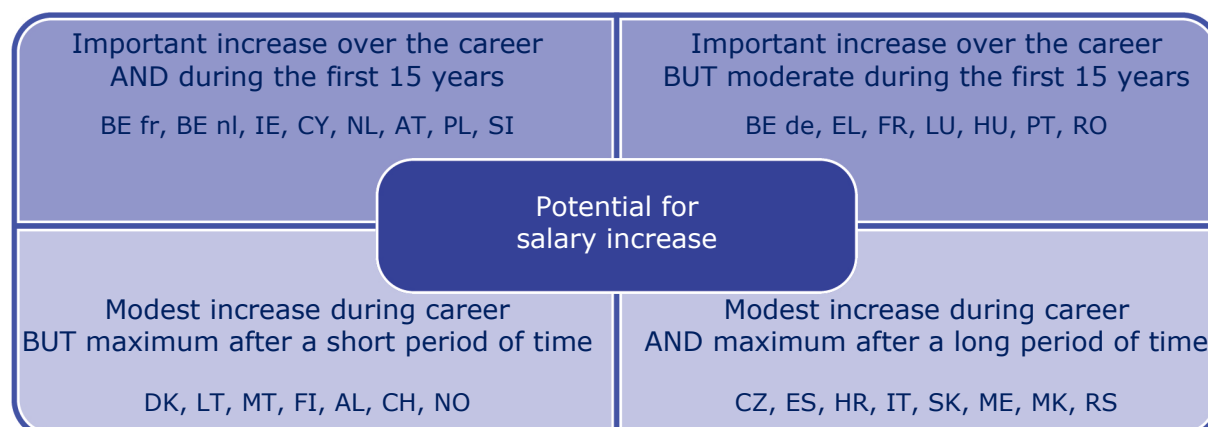 Important increase over the career
AND during the first 15 years
BE fr, BE nl, IE, CY, NL, AT, PL, SI
Important increase over the career
BUT moderate during the first 15 years
BE de, EL, FR, LU, HU, PT, RO
Potential for
salary increase
Modest increase during career
BUT maximum after a short period of time
DK, LT, MT, FI, AL, CH, NO
Modest increase during career
AND maximum after a long period of time
CZ, ES, HR, IT, SK, ME, MK, RS